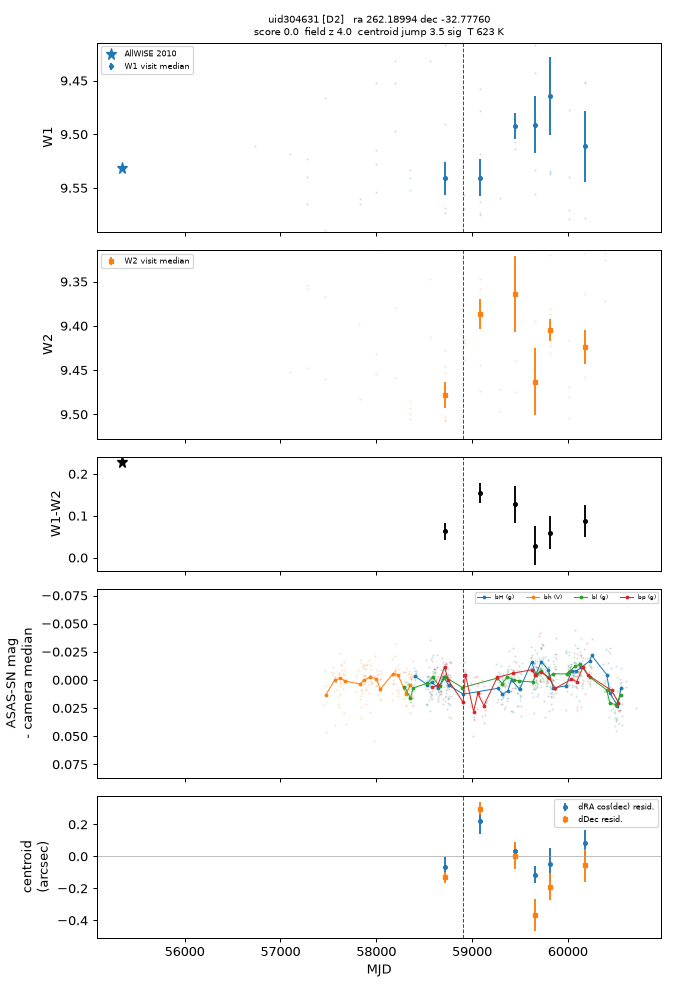 uid304631 [D2]   ra 262.18994 dec -32.77760
score 0.0  field z 4.0  centroid jump 3.5 sig  T 623 K
AllWISE 2010
W1 visit median
9.45
9.50
9.55
W1
W2 visit median
9.35
9.40
9.45
9.50
W2
0.2
0.1
0.0
W1-W2
bH (g)
bh (V)
bl (g)
bp (g)
−0.075
−0.050
−0.025
0.000
0.025
0.050
0.075
ASAS-SN mag
- camera median
dRA cos(dec) resid.
dDec resid.
0.2
0.0
−0.2
−0.4
centroid
(arcsec)
56000
57000
58000
59000
60000
MJD